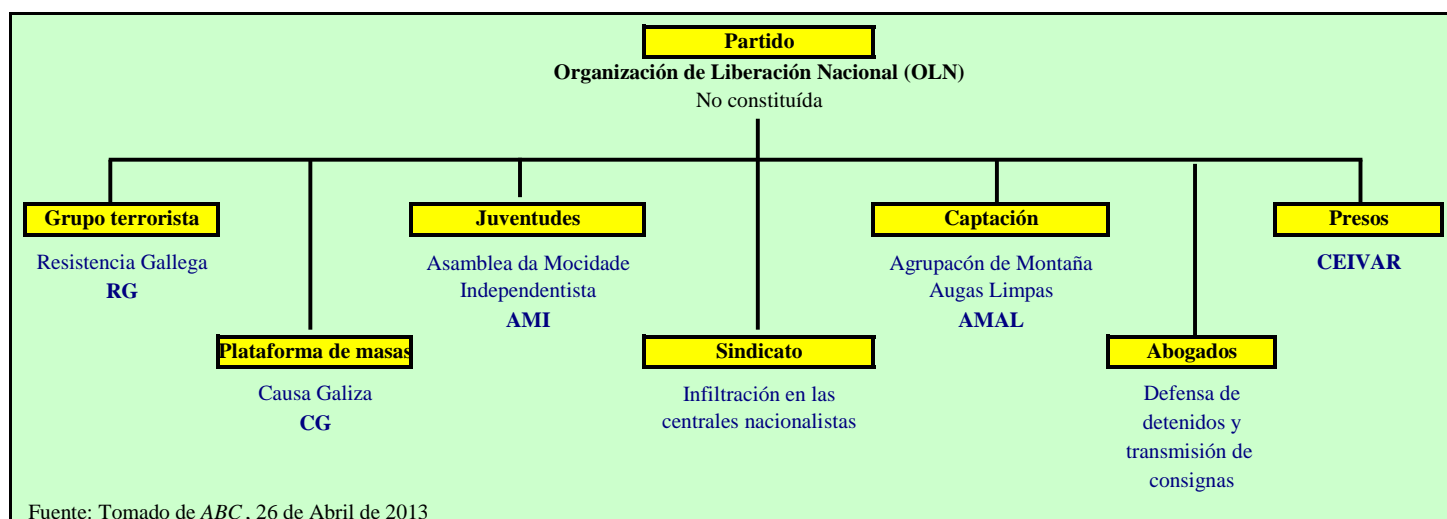 Partido
Organización de Liberación Nacional (OLN)
No constituída
Grupo terrorista
Resistencia Gallega
RG
Juventudes
Asamblea da Mocidade
Independentista
AMI
Captación
Agrupacón de Montaña
Augas Limpas
AMAL
Presos
CEIVAR
Plataforma de masas
Causa Galiza
CG
Sindicato
Infiltración en las
centrales nacionalistas
Abogados
Defensa de
detenidos y
transmisión de
consignas
Fuente: Tomado de ABC , 26 de Abril de 2013